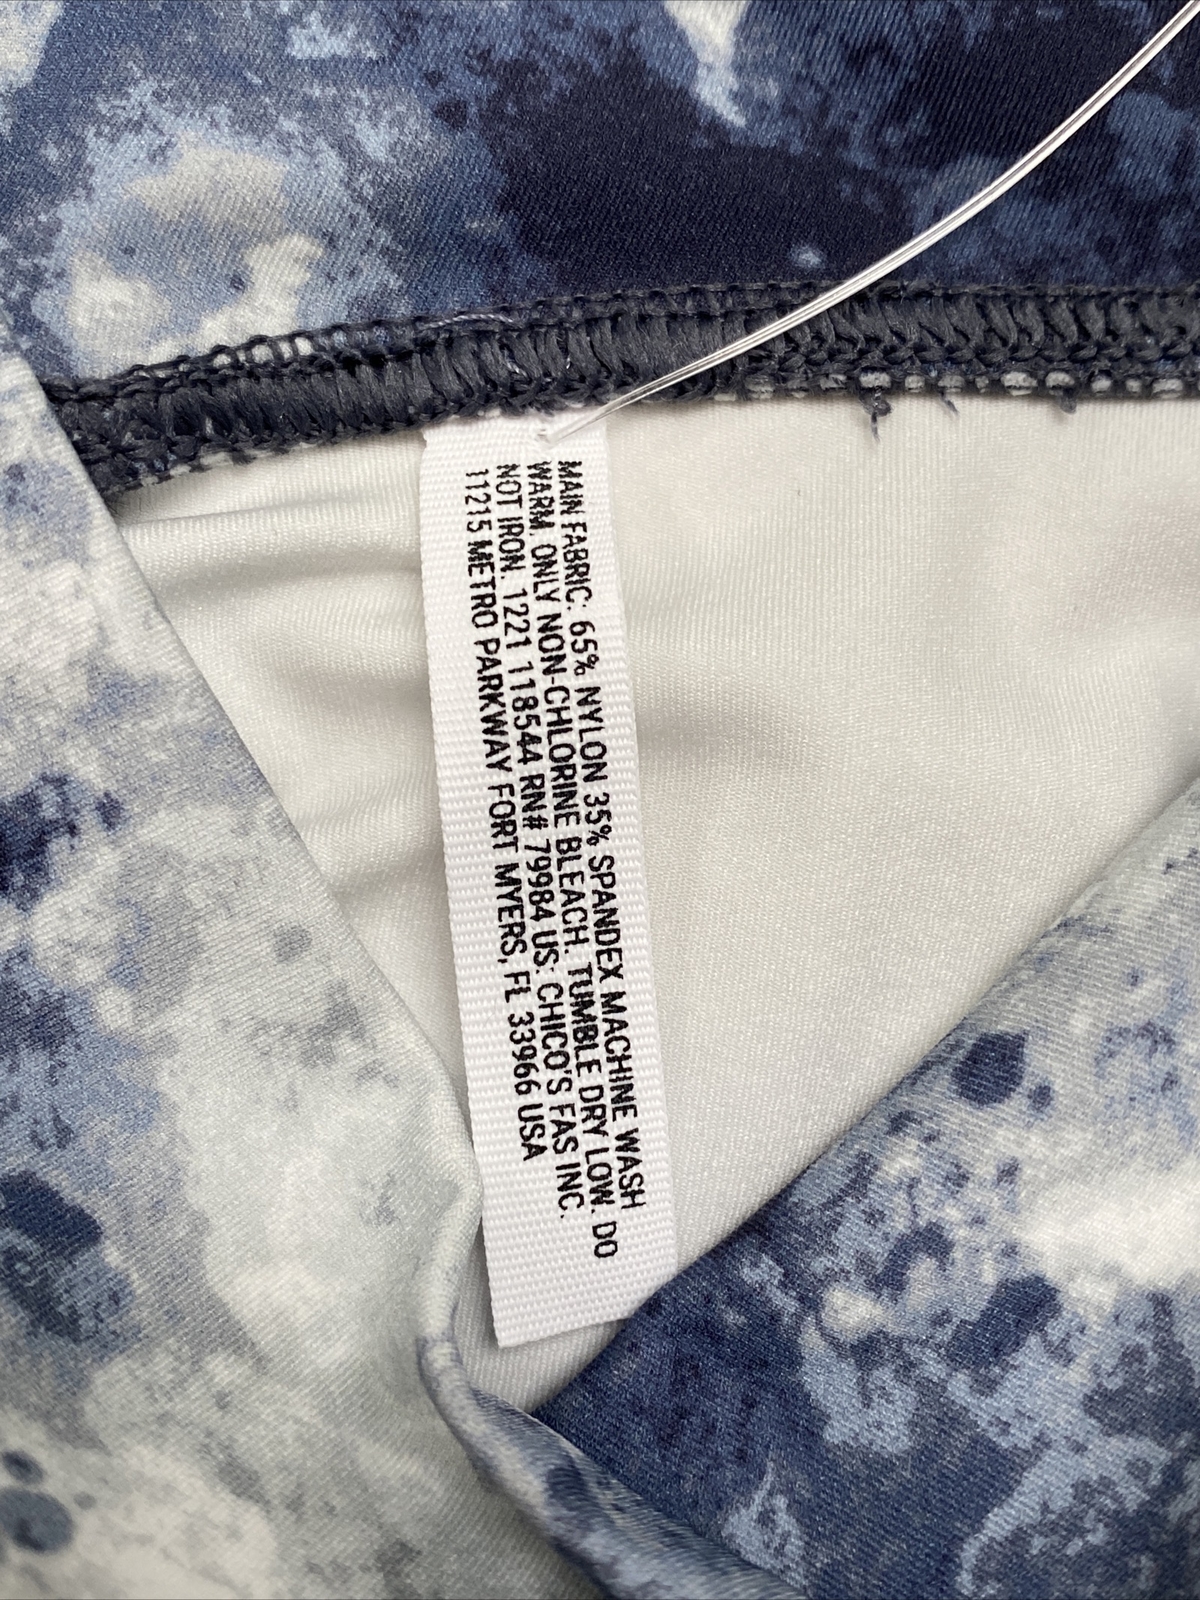 MAIN FABRIC: 65% NYLON 35% SPANDEX MACHINE WASH
WARM. ONLY NON-CHLORINE BLEACH. TUMBLE DRY LOW. DO
NOT IRON. 1221 118544 RN# 79984 US: CHICO'S FAS INC.
11215 METRO PARKWAY FORT MYERS, FL 33966 USA